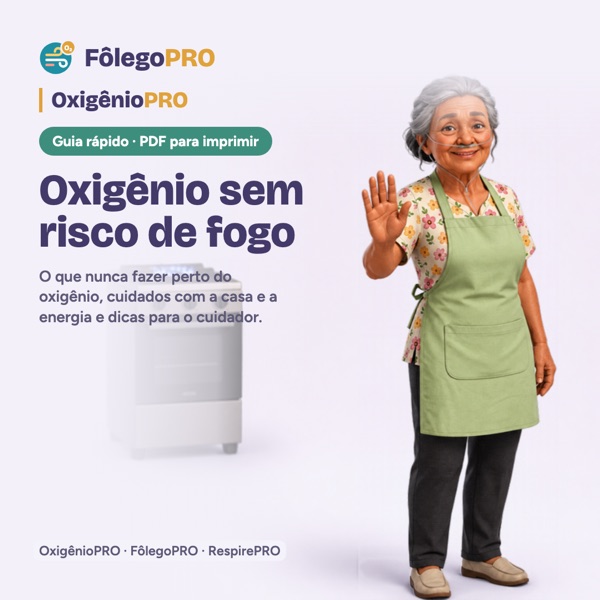 FôlegoPRO
OxigênioPRO
Guia rápido · PDF para imprimir
Oxigênio sem
risco de fogo
O que nunca fazer perto do
oxigênio, cuidados com a casa e a
energia e dicas para o cuidador.
OxigênioPRO · FôlegoPRO · RespirePRO